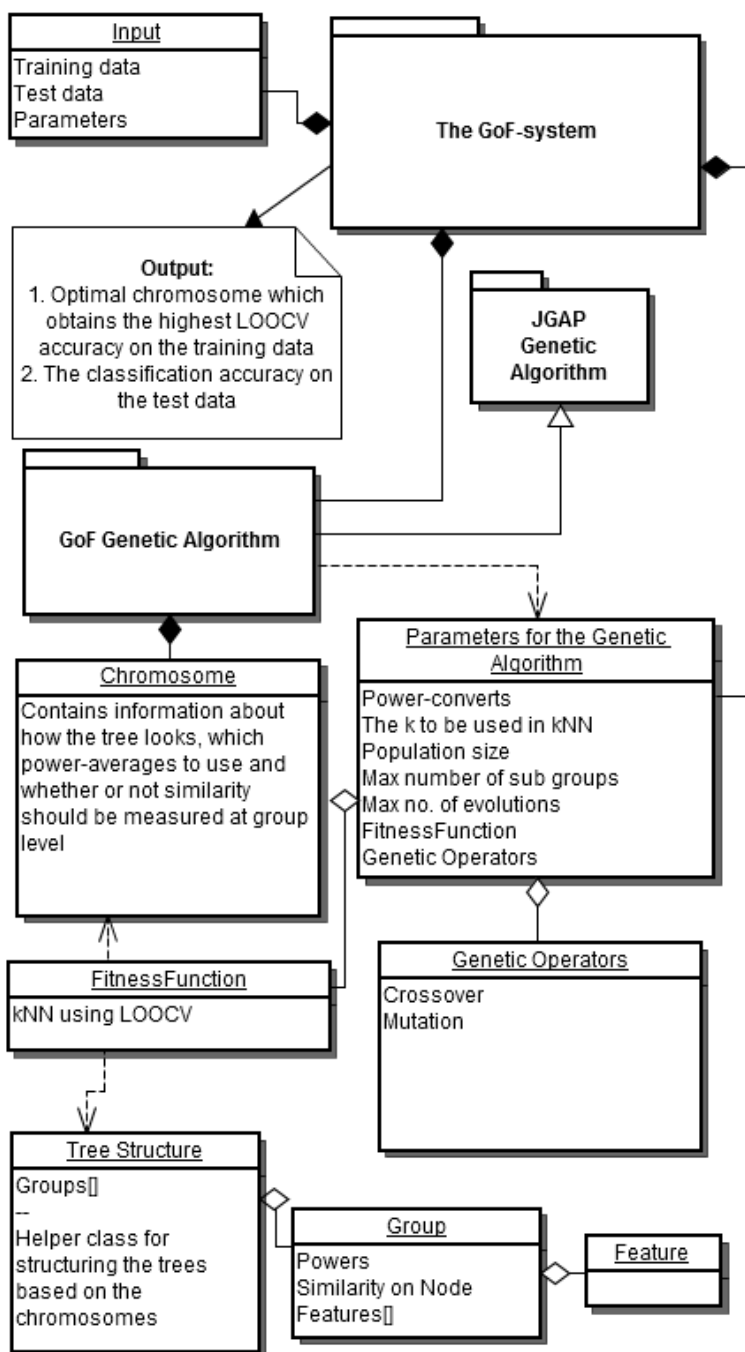 Input
Training data
Test data
Parameters
The GoF-system
Output:
1. Optimal chromosome which
obtains the highest LOOCV
accuracy on the training data
2. The classification accuracy on
the test data
JGAP
Genetic
Algorithm
GoF Genetic Algorithm
Chromosome
Contains information about
how the tree looks, which
power-averages to use and
whether or not similarity
should be measured at group
level
Parameters for the Genetic
Algorithm
Power-converts
The k to be used in kNN
Population size
Max number of sub groups
Max no. of evolutions
FitnessFunction
Genetic Operators
FitnessFunction
kNN using LOOCV
Genetic Operators
Crossover
Mutation
Tree Structure
Groups[]
--
Helper class for
structuring the trees
based on the
chromosomes
Group
Powers
Similarity on Node
Features[]
Feature